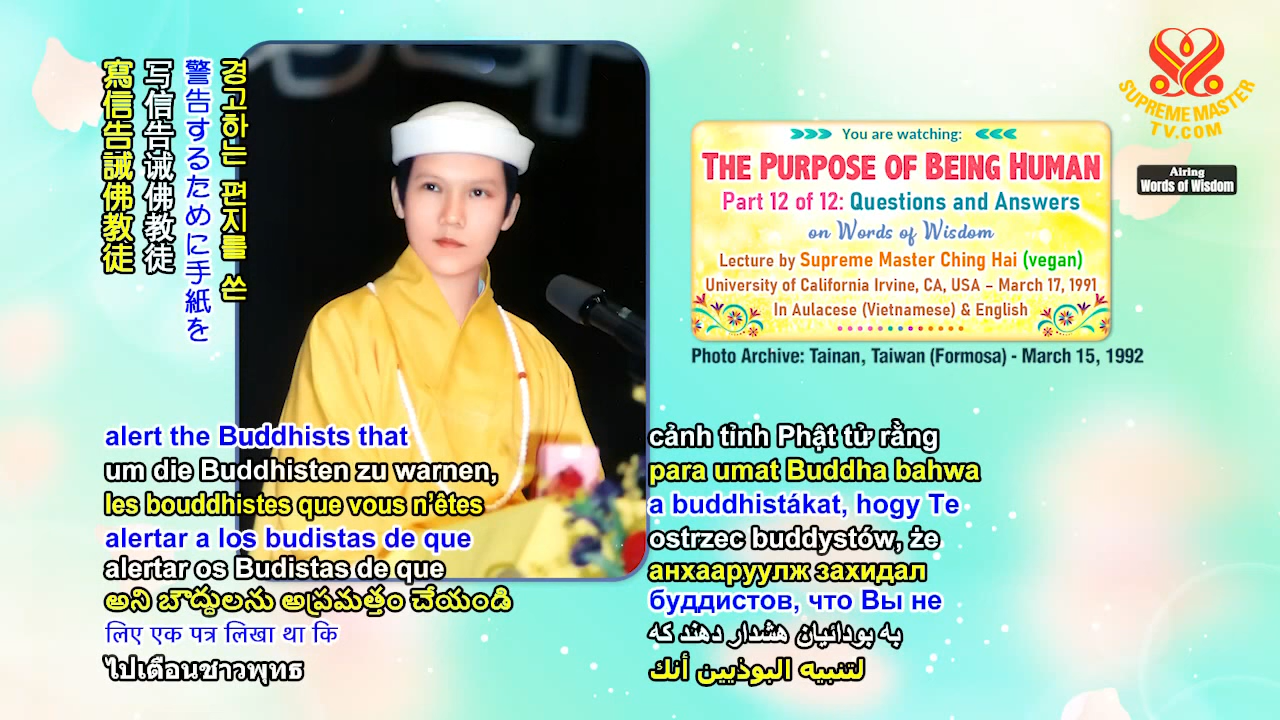 경고하는 편지를 쓴
警告するために手紙を
写信告诫佛教徒
寫信告誡佛教徒
SUPREME MASTER
TV.COM
Airing
Words of Wisdom
You are watching:
THE PURPOSE OF BEING HUMAN
Part 12 of 12: Questions and Answers
on Words of Wisdom
Lecture by Supreme Master Ching Hai (vegan)
University of California Irvine, CA, USA – March 17, 1991
In Aulacese (Vietnamese) & English
Photo Archive: Tainan, Taiwan (Formosa) - March 15, 1992
alert the Buddhists that
um die Buddhisten zu warnen,
les bouddhistes que vous n’êtes
alertar a los budistas de que
alertar os Budistas de que
అని బౌద్ధులను అప్రమత్తం చేయండి
लिए एक पत्र लिखा था कि
ไปเตือนชาวพุทธ
cảnh tỉnh Phật tử rằng
para umat Buddha bahwa
a buddhistákat, hogy Te
ostrzec buddystów, że
анхааруулж захидал
буддистов, что Вы не
به بودائیان هشدار دهند که
لتنبيه البوذيين أنك